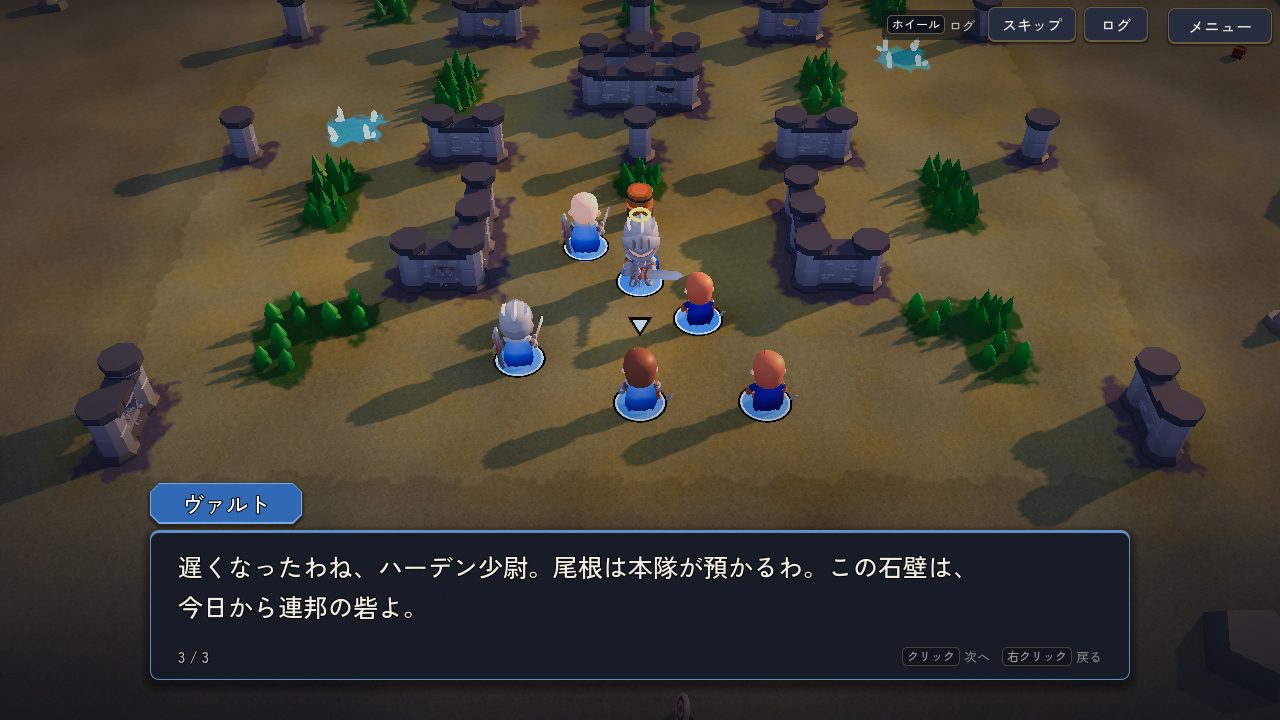 ホイール ログ スキップ ログ メニュー
ヴァルト
遅くなったわね、ハーデン少尉。尾根は本隊が預かるわ。この石壁は、
今日から連邦の砦よ。
3 / 3 クリック 次へ 右クリック 戻る